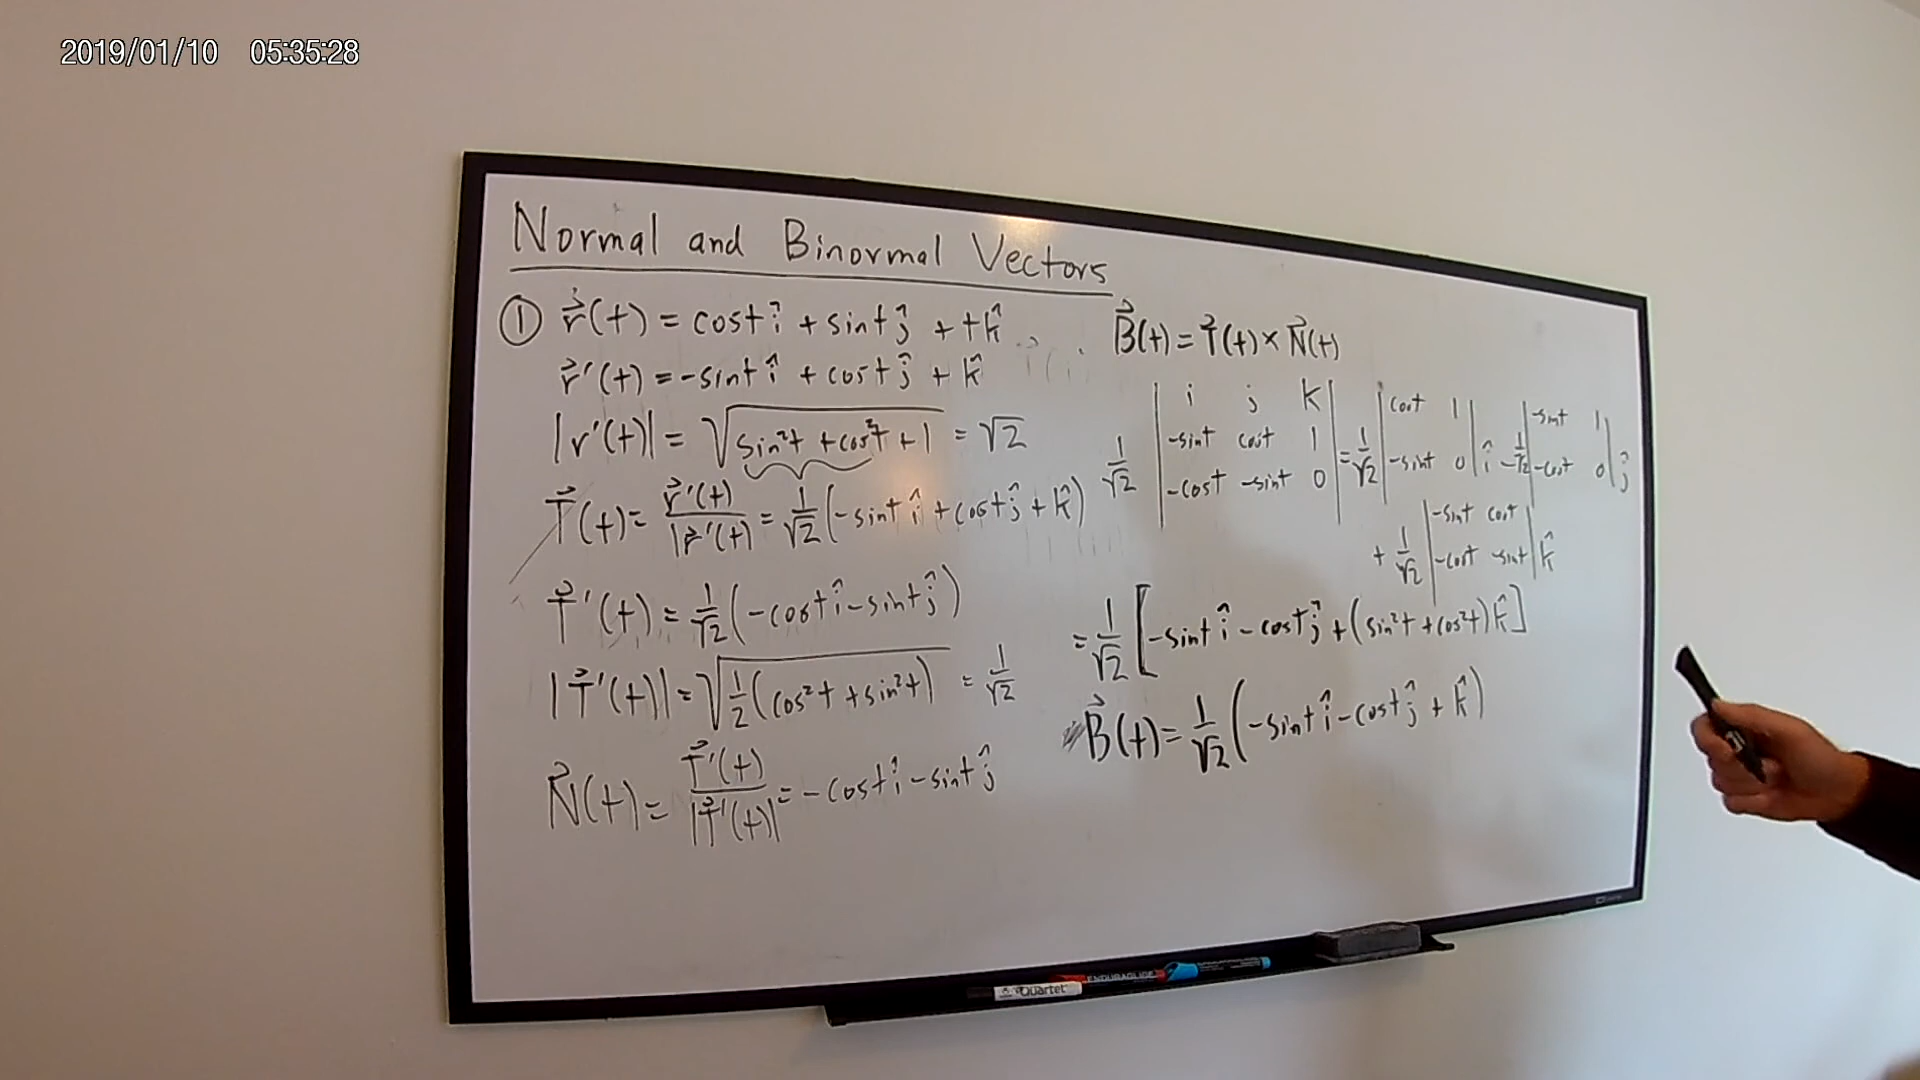 2019/01/10 05:35:28
Normal and Binormal Vectors
① r⃗(t) = cost î + sint ĵ + t k̂
r⃗'(t) = -sint î + cost ĵ + k̂
|r'(t)| = √(sin²t + cos²t + 1) = √2
T⃗(t) = r⃗'(t) / |r⃗'(t)| = 1/√2 (-sint î + cost ĵ + k̂)
T⃗'(t) = 1/√2 (-cost î - sint ĵ)
|T⃗'(t)| = √(1/2 (cos²t + sin²t)) = 1/√2
N⃗(t) = T⃗'(t) / |T⃗'(t)| = -cost î - sint ĵ
B⃗(t) = T⃗(t) × N⃗(t)
1/√2 | i j k ; -sint cost 1 ; -cost -sint 0 | = 1/√2 | cost 1 ; -sint 0 | î - 1/√2 | -sint 1 ; -cost 0 | ĵ
+ 1/√2 | -sint cost ; -cost -sint | k̂
= 1/√2 [-sint î - cost ĵ + (sin²t + cos²t) k̂]
B⃗(t) = 1/√2 (-sint î - cost ĵ + k̂)
ENDURAGLIDE
Quartet